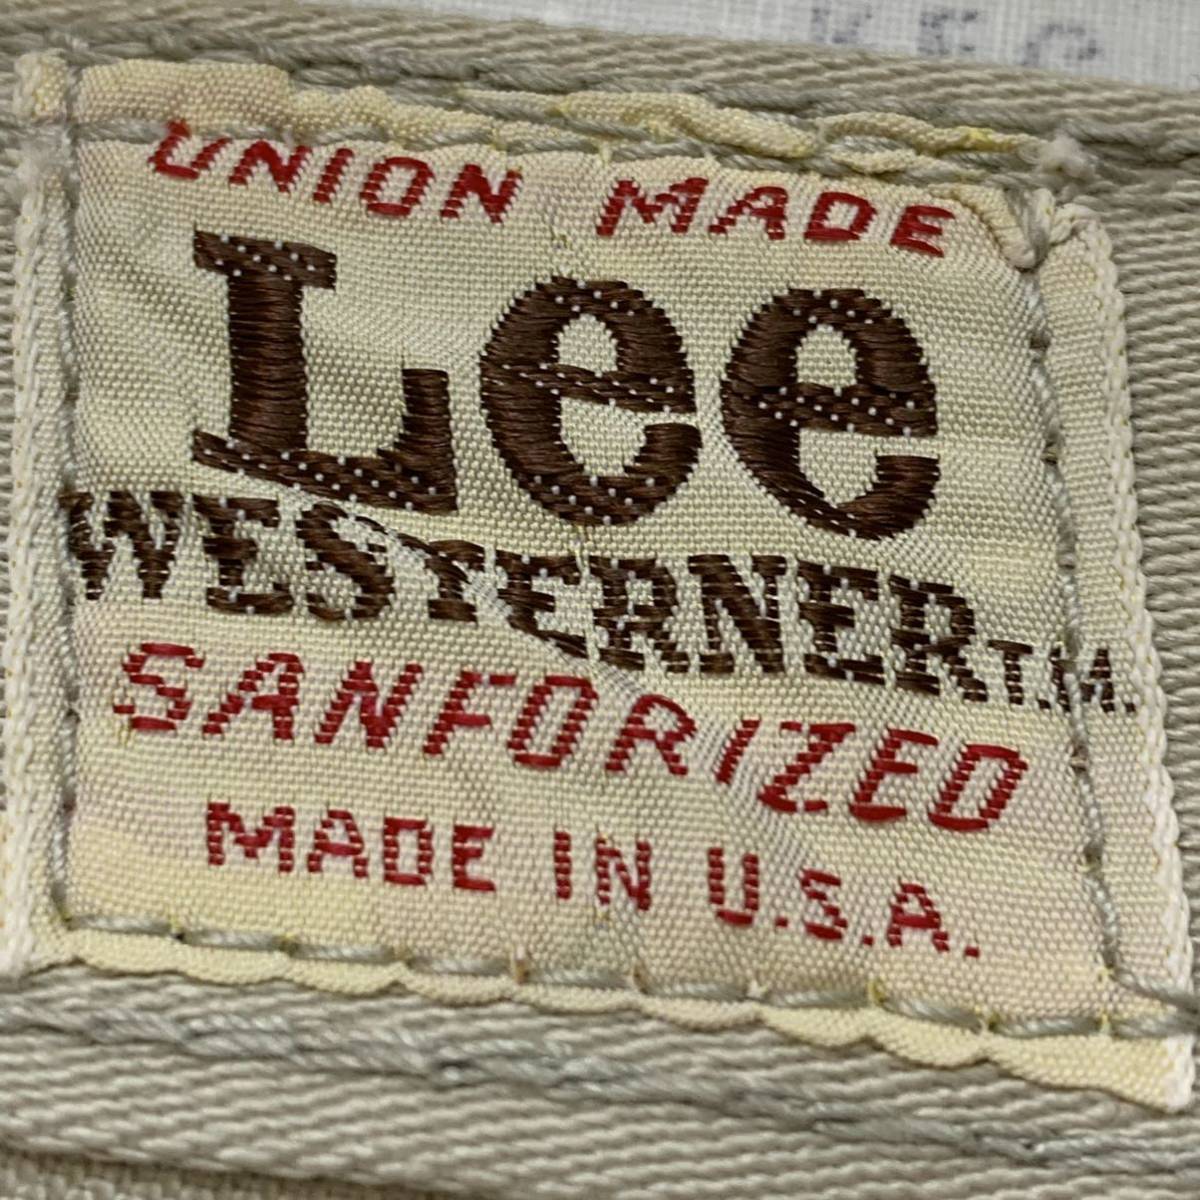 UNION MADE
Lee
WESTERNER T.M.
SANFORIZED
MADE IN U.S.A.